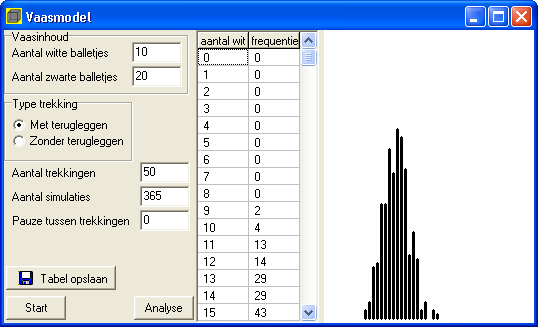 Vaasmodel
Vaasinhoud
Aantal witte balletjes 10
Aantal zwarte balletjes 20
Type trekking
Met terugleggen
Zonder terugleggen
Aantal trekkingen 50
Aantal simulaties 365
Pauze tussen trekkingen 0
Tabel opslaan
Start Analyse
aantal wit frequentie
0 0
1 0
2 0
3 0
4 0
5 0
6 0
7 0
8 0
9 2
10 4
11 13
12 14
13 29
14 29
15 43